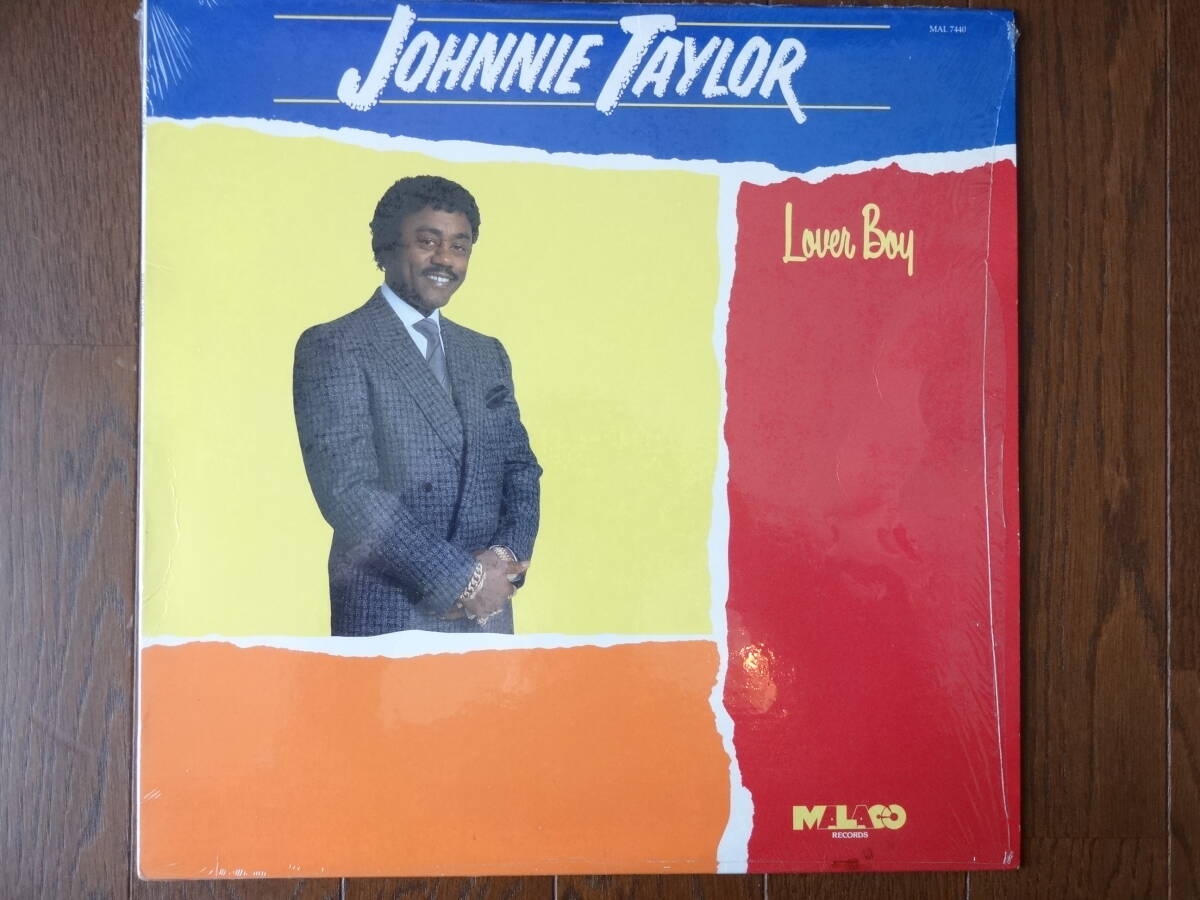 JOHNNIE TAYLOR
MAL 7440
Lover Boy
MALACO
RECORDS